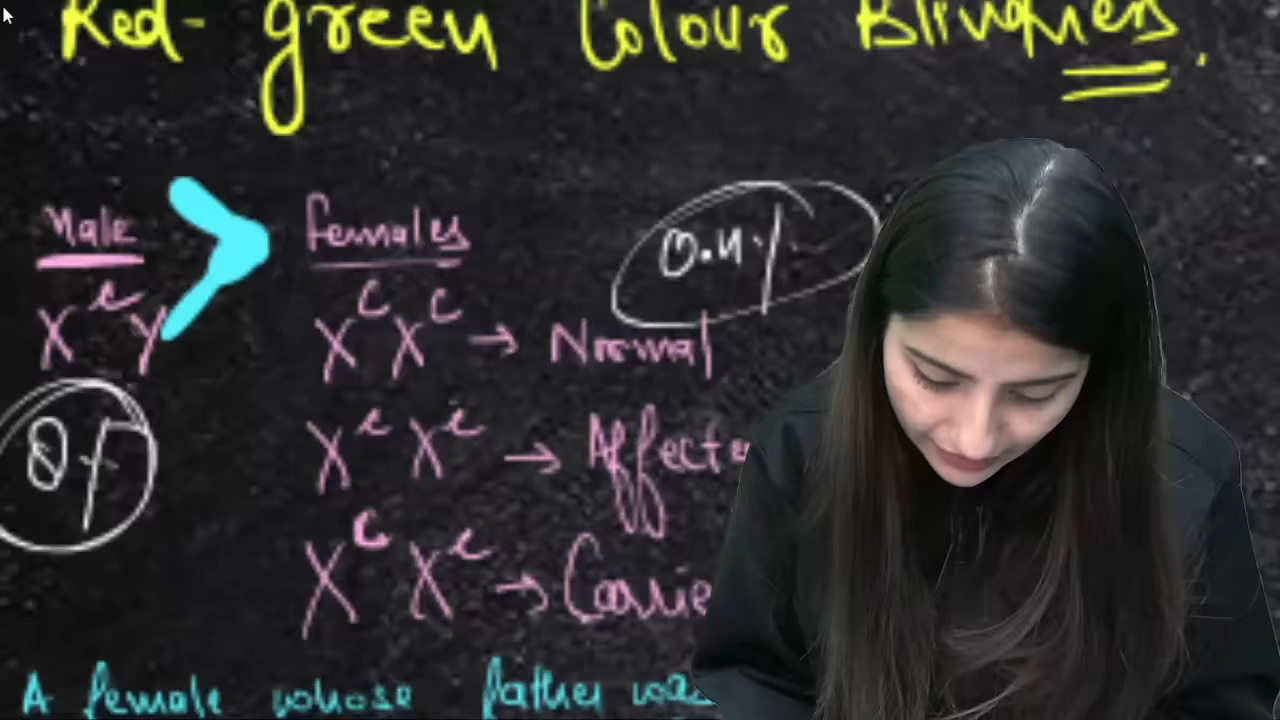 Red-green Colour Blindness.
Male > Females 0.4%
X^c Y X^C X^C → Normal
8% X^c X^c → Affecte
X^C X^c → Carrie
A female whose father was